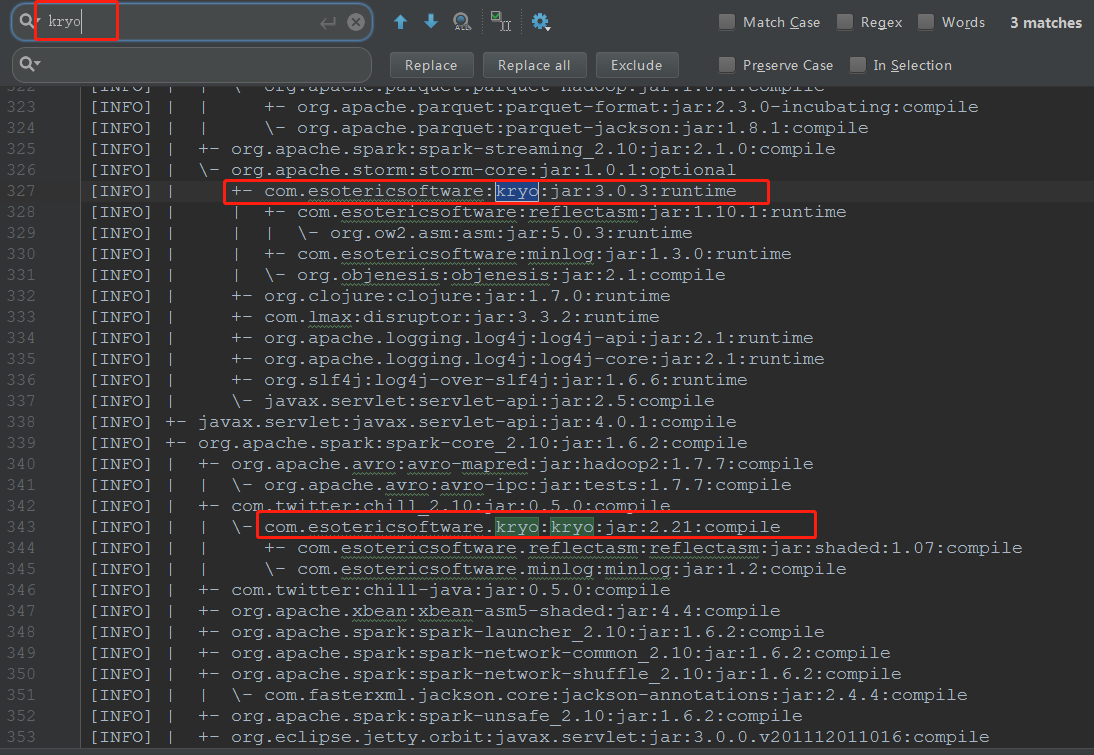 kryo
Match Case
Regex
Words
3 matches
Replace
Replace all
Exclude
Preserve Case
In Selection
322 [INFO] | | \- org.apache.parquet:parquet-hadoop:jar:1.8.1:compile
323 [INFO] | | +- org.apache.parquet:parquet-format:jar:2.3.0-incubating:compile
324 [INFO] | | \- org.apache.parquet:parquet-jackson:jar:1.8.1:compile
325 [INFO] | +- org.apache.spark:spark-streaming_2.10:jar:2.1.0:compile
326 [INFO] | \- org.apache.storm:storm-core:jar:1.0.1:optional
327 [INFO] | +- com.esotericsoftware:kryo:jar:3.0.3:runtime
328 [INFO] | | +- com.esotericsoftware:reflectasm:jar:1.10.1:runtime
329 [INFO] | | | \- org.ow2.asm:asm:jar:5.0.3:runtime
330 [INFO] | | +- com.esotericsoftware:minlog:jar:1.3.0:runtime
331 [INFO] | | \- org.objenesis:objenesis:jar:2.1:compile
332 [INFO] | +- org.clojure:clojure:jar:1.7.0:runtime
333 [INFO] | +- com.lmax:disruptor:jar:3.3.2:runtime
334 [INFO] | +- org.apache.logging.log4j:log4j-api:jar:2.1:runtime
335 [INFO] | +- org.apache.logging.log4j:log4j-core:jar:2.1:runtime
336 [INFO] | +- org.slf4j:log4j-over-slf4j:jar:1.6.6:runtime
337 [INFO] | \- javax.servlet:servlet-api:jar:2.5:compile
338 [INFO] +- javax.servlet:javax.servlet-api:jar:4.0.1:compile
339 [INFO] +- org.apache.spark:spark-core_2.10:jar:1.6.2:compile
340 [INFO] | +- org.apache.avro:avro-mapred:jar:hadoop2:1.7.7:compile
341 [INFO] | | \- org.apache.avro:avro-ipc:jar:tests:1.7.7:compile
342 [INFO] | +- com.twitter:chill_2.10:jar:0.5.0:compile
343 [INFO] | | \- com.esotericsoftware.kryo:kryo:jar:2.21:compile
344 [INFO] | | +- com.esotericsoftware.reflectasm:reflectasm:jar:shaded:1.07:compile
345 [INFO] | | \- com.esotericsoftware.minlog:minlog:jar:1.2:compile
346 [INFO] | +- com.twitter:chill-java:jar:0.5.0:compile
347 [INFO] | +- org.apache.xbean:xbean-asm5-shaded:jar:4.4:compile
348 [INFO] | +- org.apache.spark:spark-launcher_2.10:jar:1.6.2:compile
349 [INFO] | +- org.apache.spark:spark-network-common_2.10:jar:1.6.2:compile
350 [INFO] | +- org.apache.spark:spark-network-shuffle_2.10:jar:1.6.2:compile
351 [INFO] | | \- com.fasterxml.jackson.core:jackson-annotations:jar:2.4.4:compile
352 [INFO] | +- org.apache.spark:spark-unsafe_2.10:jar:1.6.2:compile
353 [INFO] | +- org.eclipse.jetty.orbit:javax.servlet:jar:3.0.0.v201112011016:compile